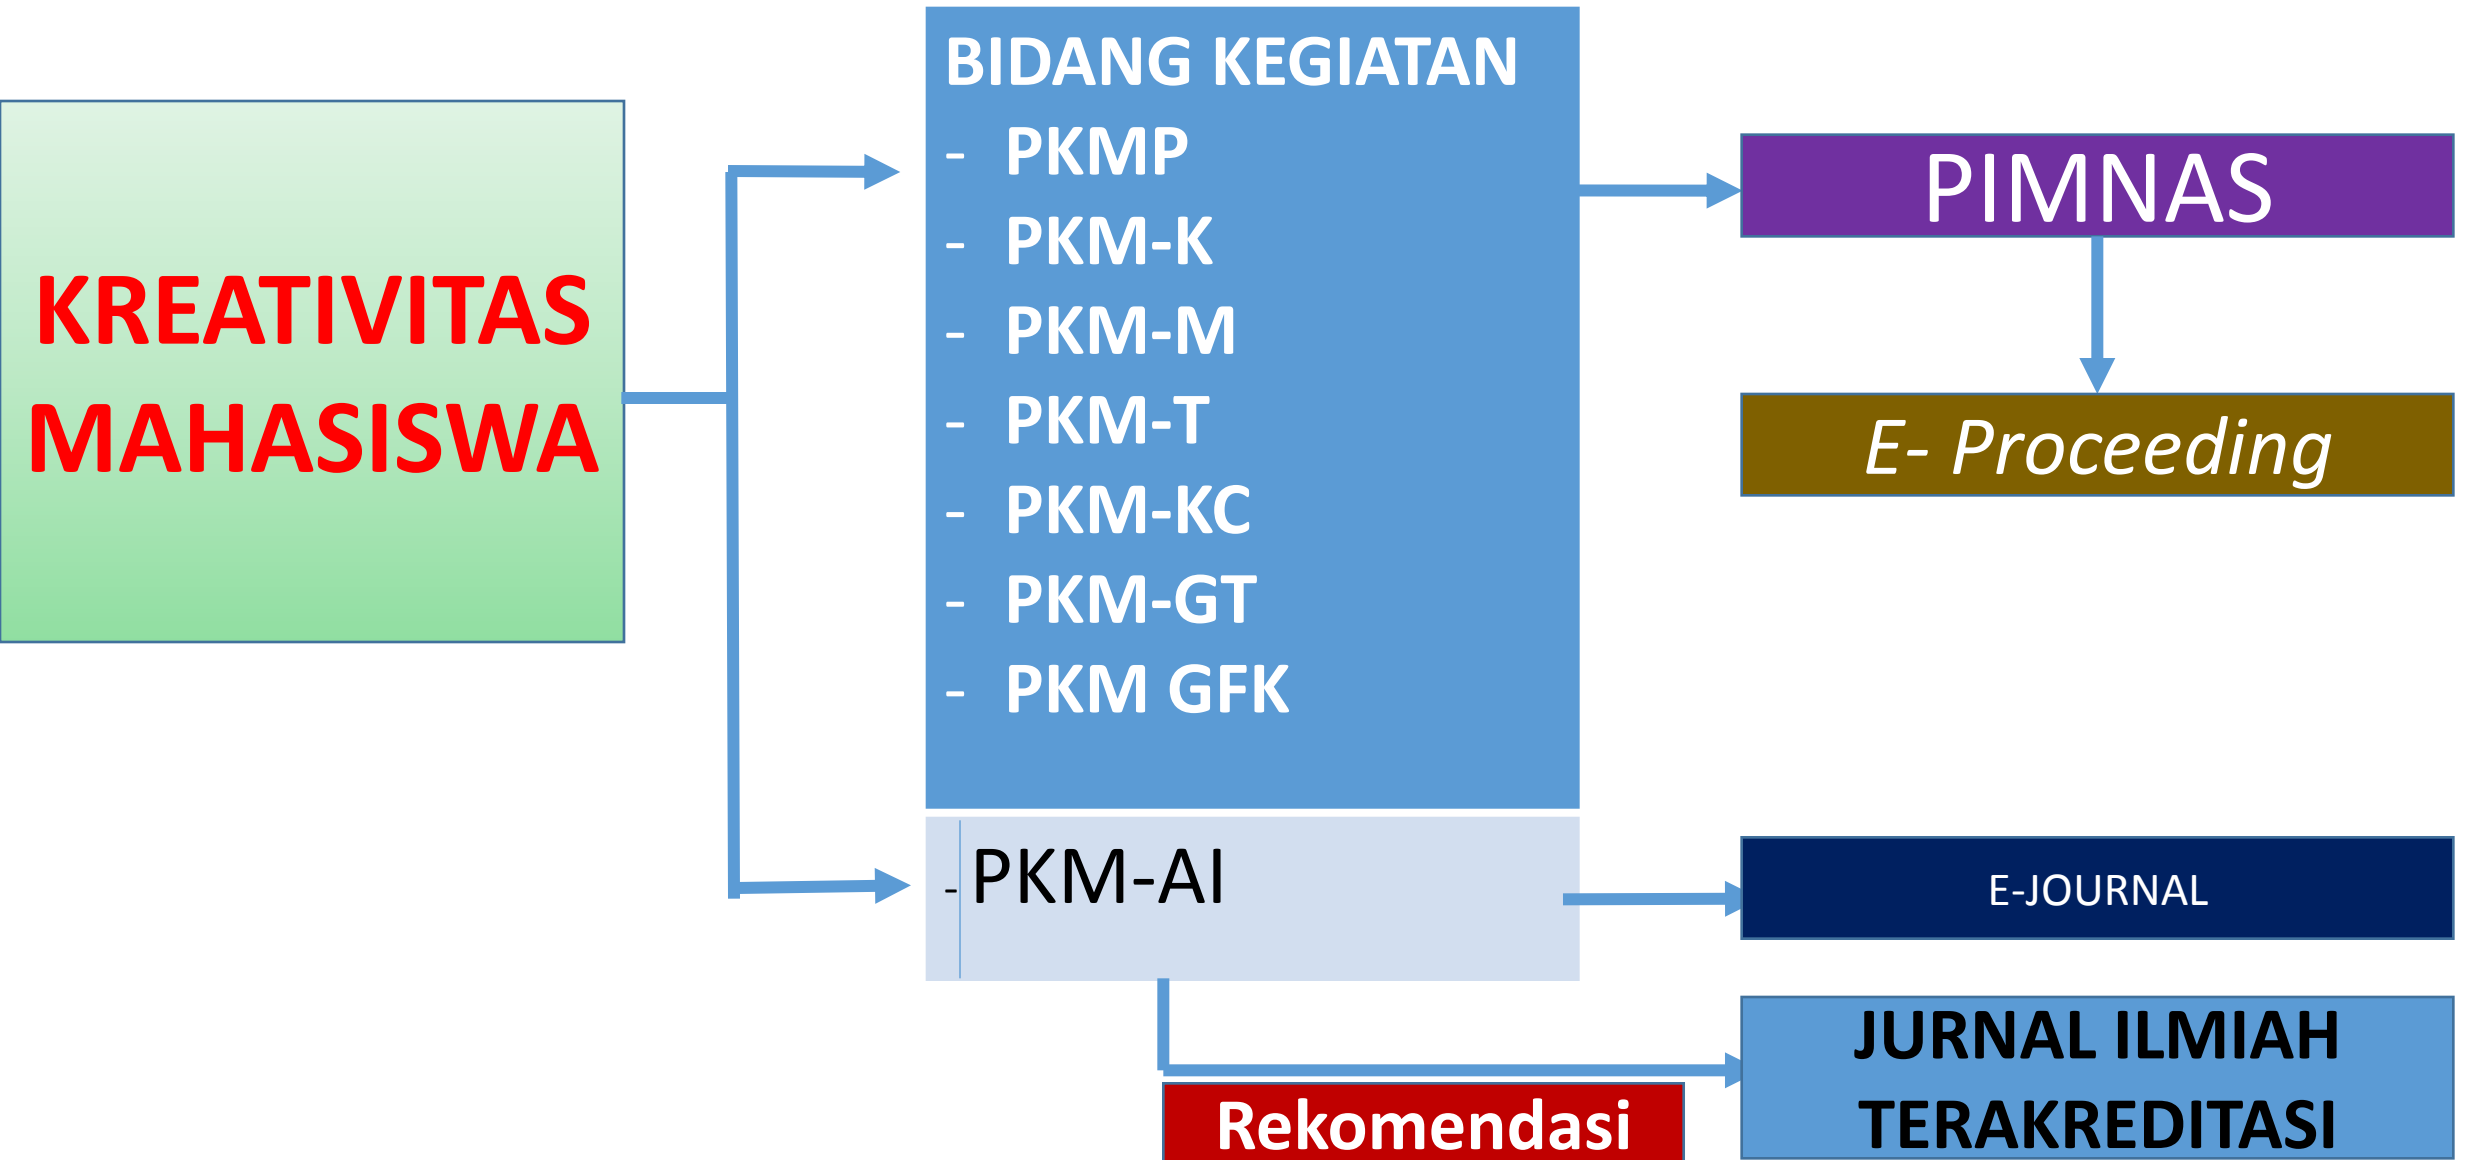 KREATIVITAS
MAHASISWA
BIDANG KEGIATAN
- PKMP
- PKM-K
- PKM-M
- PKM-T
- PKM-KC
- PKM-GT
- PKM GFK
- PKM-AI
PIMNAS
E- Proceeding
E-JOURNAL
JURNAL ILMIAH
TERAKREDITASI
Rekomendasi